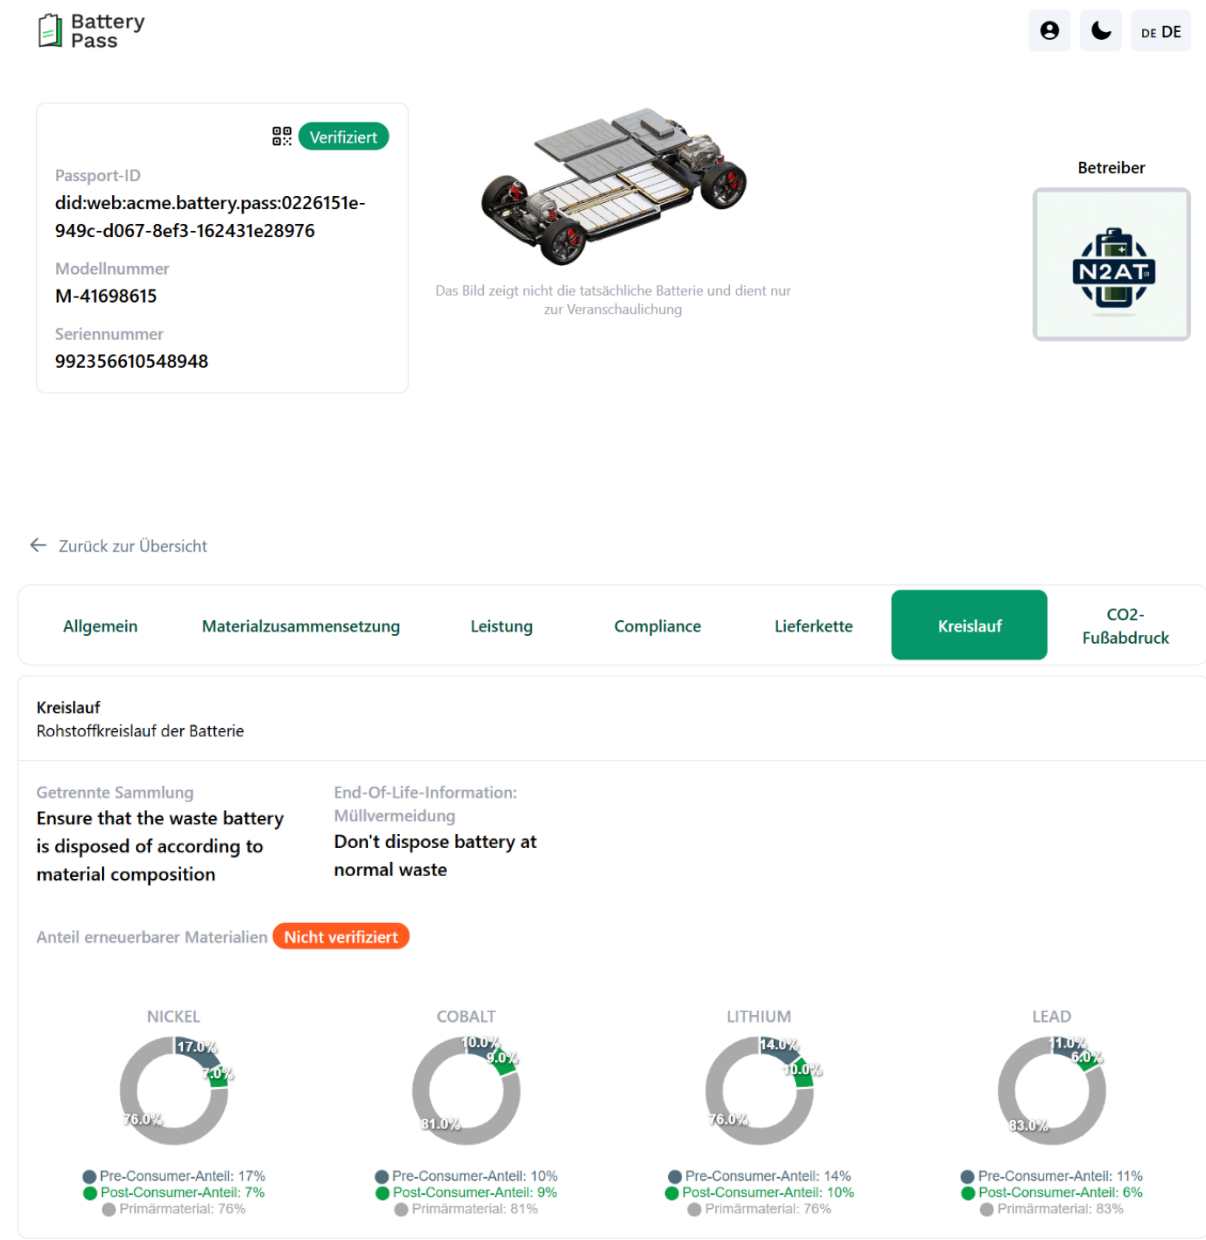 Battery
Pass
DE DE
Verifiziert
Passport-ID
did:web:acme.battery.pass:0226151e-
949c-d067-8ef3-162431e28976
Modellnummer
M-41698615
Seriennummer
992356610548948
Das Bild zeigt nicht die tatsächliche Batterie und dient nur
zur Veranschaulichung
Betreiber
N2AT
Zurück zur Übersicht
Allgemein
Materialzusammensetzung
Leistung
Compliance
Lieferkette
Kreislauf
CO2-
Fußabdruck
Kreislauf
Rohstoffkreislauf der Batterie
Getrennte Sammlung
Ensure that the waste battery
is disposed of according to
material composition
End-Of-Life-Information:
Müllvermeidung
Don't dispose battery at
normal waste
Anteil erneuerbarer Materialien Nicht verifiziert
NICKEL
17.0%
7.0%
76.0%
Pre-Consumer-Anteil: 17%
Post-Consumer-Anteil: 7%
Primärmaterial: 76%
COBALT
10.0%
9.0%
81.0%
Pre-Consumer-Anteil: 10%
Post-Consumer-Anteil: 9%
Primärmaterial: 81%
LITHIUM
14.0%
10.0%
76.0%
Pre-Consumer-Anteil: 14%
Post-Consumer-Anteil: 10%
Primärmaterial: 76%
LEAD
11.0%
6.0%
83.0%
Pre-Consumer-Anteil: 11%
Post-Consumer-Anteil: 6%
Primärmaterial: 83%